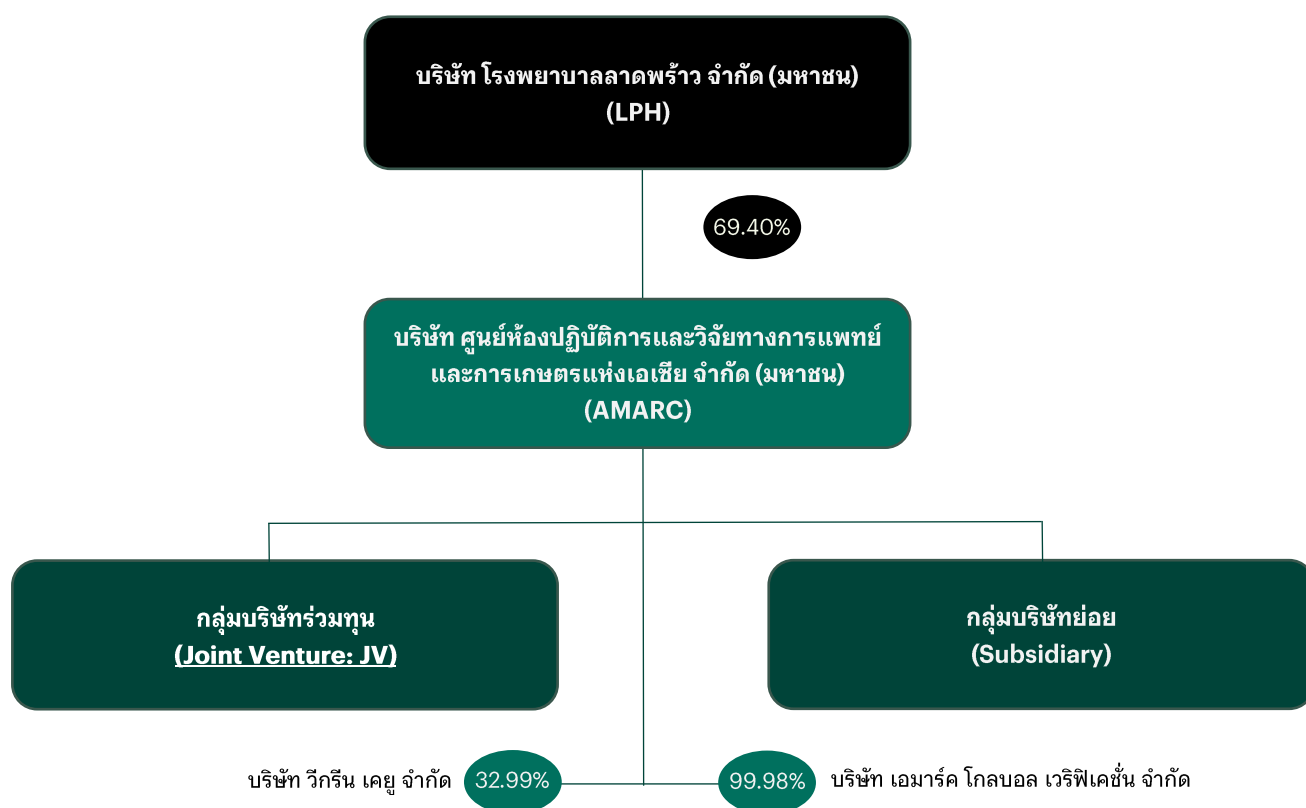 บริษัท โรงพยาบาลลาดพร้าว จำกัด (มหาชน)
(LPH)
69.40%
บริษัท ศูนย์ห้องปฏิบัติการและวิจัยทางการแพทย์
และการเกษตรแห่งเอเซีย จำกัด (มหาชน)
(AMARC)
กลุ่มบริษัทร่วมทุน
(Joint Venture: JV)
กลุ่มบริษัทย่อย
(Subsidiary)
บริษัท วีกรีน เคยู จำกัด 32.99%
99.98% บริษัท เอมาร์ค โกลบอล เวริฟิเคชั่น จำกัด